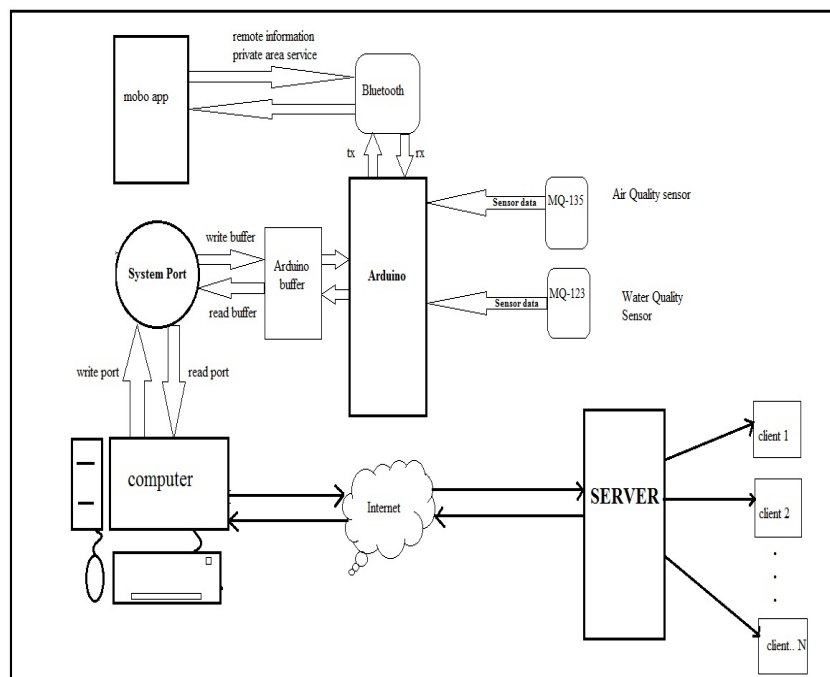 remote information
private area service
mobo app
Bluetooth
tx
rx
MQ-135
Air Quality sensor
Sensor data
write buffer
System Port
Arduino
buffer
Arduino
read buffer
MQ-123
Sensor data
Water Quality
Sensor
write port
read port
computer
Internet
SERVER
client 1
client 2
client.. N